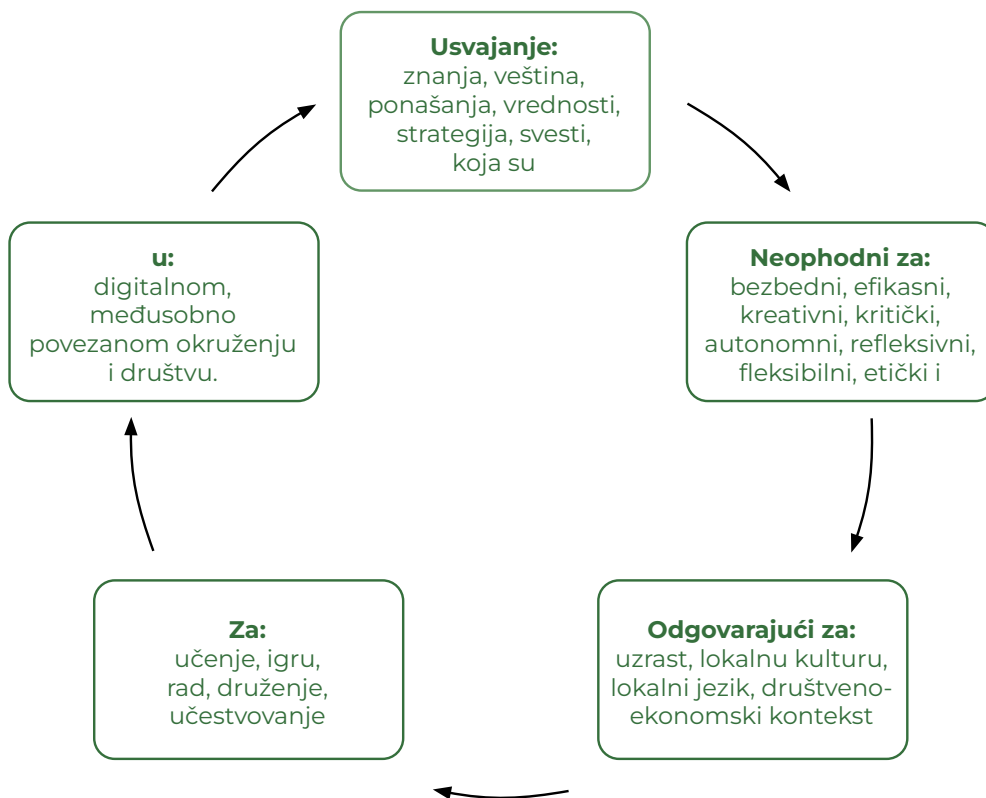 Usvajanje:
znanja, veština,
ponašanja, vrednosti,
strategija, svesti,
koja su
Neophodni za:
bezbedni, efikasni,
kreativni, kritički,
autonomni, refleksivni,
fleksibilni, etički i
Odgovarajući za:
uzrast, lokalnu kulturu,
lokalni jezik, društveno-
ekonomski kontekst
Za:
učenje, igru,
rad, druženje,
učestvovanje
u:
digitalnom,
međusobno
povezanom okruženju
i društvu.